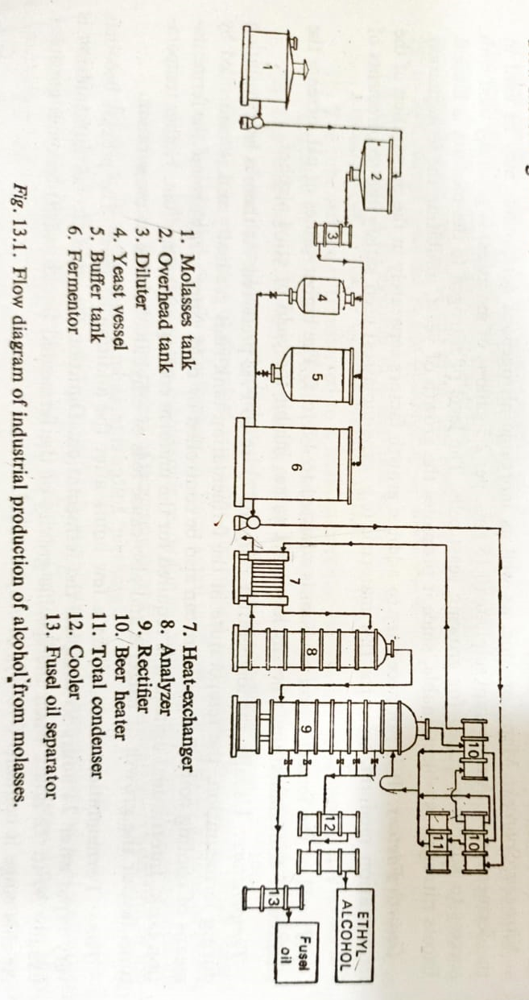 1
2
3
4
5
6
7
8
9
10
10
11
12
13
ETHYL
ALCOHOL
Fusel
oil
1. Molasses tank
2. Overhead tank
3. Diluter
4. Yeast vessel
5. Buffer tank
6. Fermentor
7. Heat-exchanger
8. Analyzer
9. Rectifier
10. Beer heater
11. Total condenser
12. Cooler
13. Fusel oil separator
Fig. 13.1. Flow diagram of industrial production of alcohol from molasses.